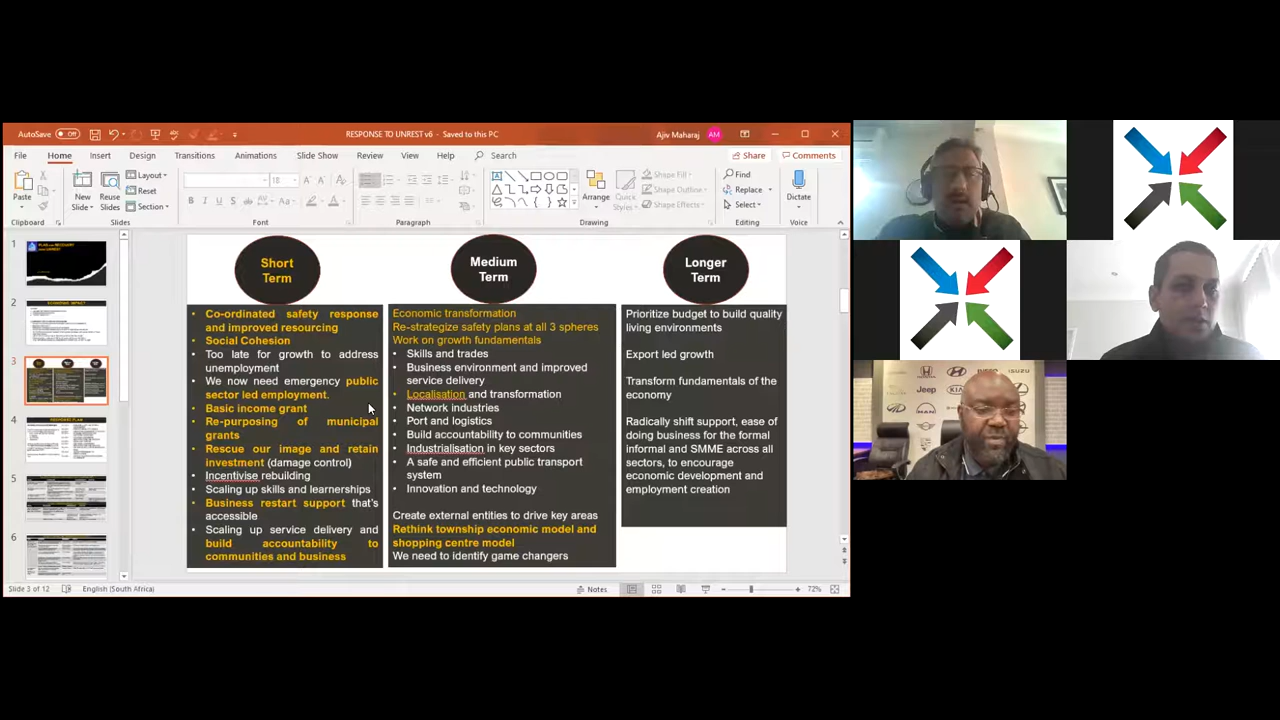 AutoSave Off
RESPONSE TO UNREST v6 - Saved to this PC
Ajiv Maharaj AM
File Home Insert Design Transitions Animations Slide Show Review View Help Search
Share Comments
Paste
New Slide
Reuse Slides
Layout
Reset
Section
18
Arrange
Quick Styles
Shape Fill
Shape Outline
Shape Effects
Find
Replace
Select
Dictate
Clipboard Slides Font Paragraph Drawing Editing Voice
1
2
3
4
5
6
Short
Term
Co-ordinated safety response
and improved resourcing
Social Cohesion
Too late for growth to address
unemployment
We now need emergency public
sector led employment.
Basic income grant
Re-purposing of municipal
grants
Rescue our image and retain
investment (damage control)
Incentivise rebuilding
Scaling up skills and learnerships
Business restart support that's
accessible
Scaling up service delivery and
build accountability to
communities and business
Medium
Term
Economic transformation
Re-strategize safety plans at all 3 spheres
Work on growth fundamentals
Skills and trades
Business environment and improved
service delivery
Localisation and transformation
Network industries
Port and logistics
Build accountability to communities
Industrialisation/ key sectors
A safe and efficient public transport
system
Innovation and technology
Create external entities to drive key areas
Rethink township economic model and
shopping centre model
We need to identify game changers
Longer
Term
Prioritize budget to build quality
living environments
Export led growth
Transform fundamentals of the
economy
Radically shift support, ease of
doing business for the formal
informal and SMME across all
sectors, to encourage
economic development and
employment creation
Slide 3 of 12
English (South Africa)
Notes
72%
HYUNDAI
ISUZU
Jeep
KIA
MAN